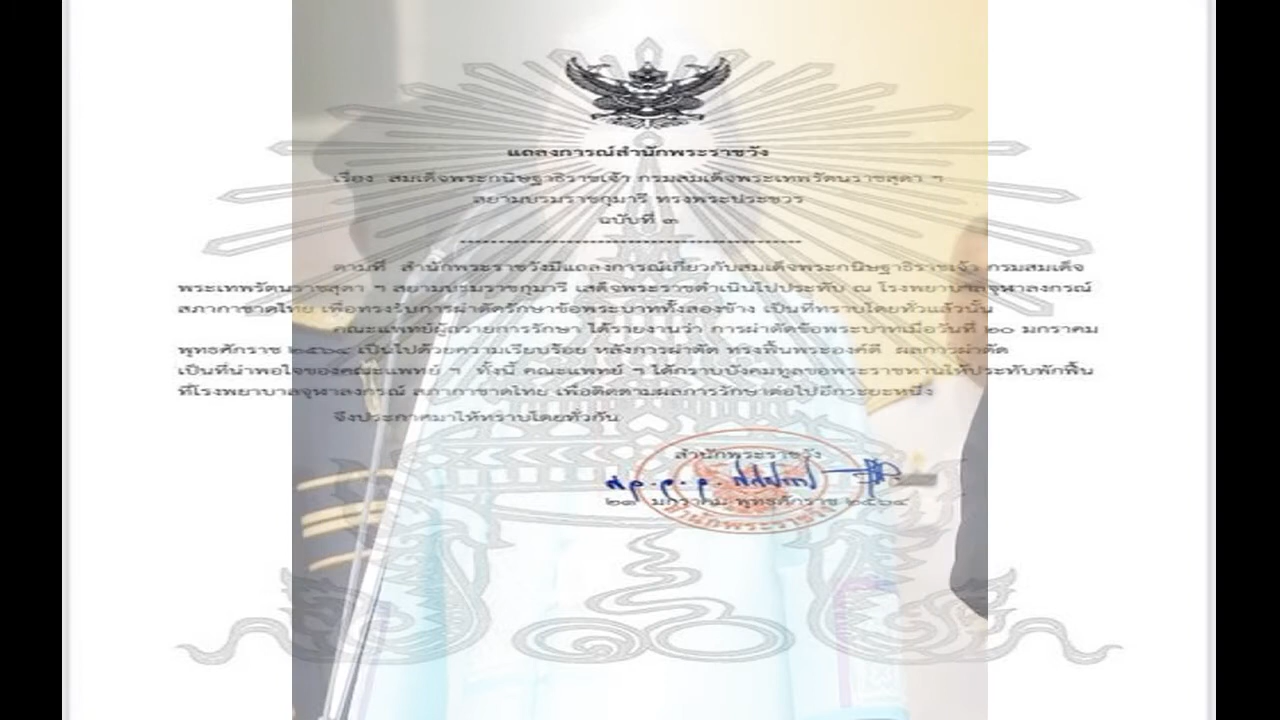 แถลงการณ์สำนักพระราชวัง
เรื่อง สมเด็จพระกนิษฐาธิราชเจ้า กรมสมเด็จพระเทพรัตนราชสุดา ฯ
สยามบรมราชกุมารี ทรงพระประชวร
ฉบับที่ ๓
ตามที่ สำนักพระราชวังมีแถลงการณ์เกี่ยวกับสมเด็จพระกนิษฐาธิราชเจ้า กรมสมเด็จ
พระเทพรัตนราชสุดา ฯ สยามบรมราชกุมารี เสด็จพระราชดำเนินไปประทับ ณ โรงพยาบาลจุฬาลงกรณ์
สภากาชาดไทย เพื่อทรงรับการผ่าตัดรักษาข้อพระบาททั้งสองข้าง เป็นที่ทราบโดยทั่วแล้วนั้น
คณะแพทย์ผู้ถวายการรักษา ได้รายงานว่า การผ่าตัดข้อพระบาทเมื่อวันที่ ๒๐ มกราคม
พุทธศักราช ๒๕๖๔ เป็นไปด้วยความเรียบร้อย หลังการผ่าตัด ทรงฟื้นพระองค์ดี ผลการผ่าตัด
เป็นที่น่าพอใจของคณะแพทย์ ฯ ทั้งนี้ คณะแพทย์ ฯ ได้กราบบังคมทูลขอพระราชทานให้ประทับพักฟื้น
ที่โรงพยาบาลจุฬาลงกรณ์ สภากาชาดไทย เพื่อติดตามผลการรักษาต่อไปอีกระยะหนึ่ง
จึงประกาศมาให้ทราบโดยทั่วกัน
สำนักพระราชวัง
๒๑ มกราคม พุทธศักราช ๒๕๖๔
สำนักพระราชวัง